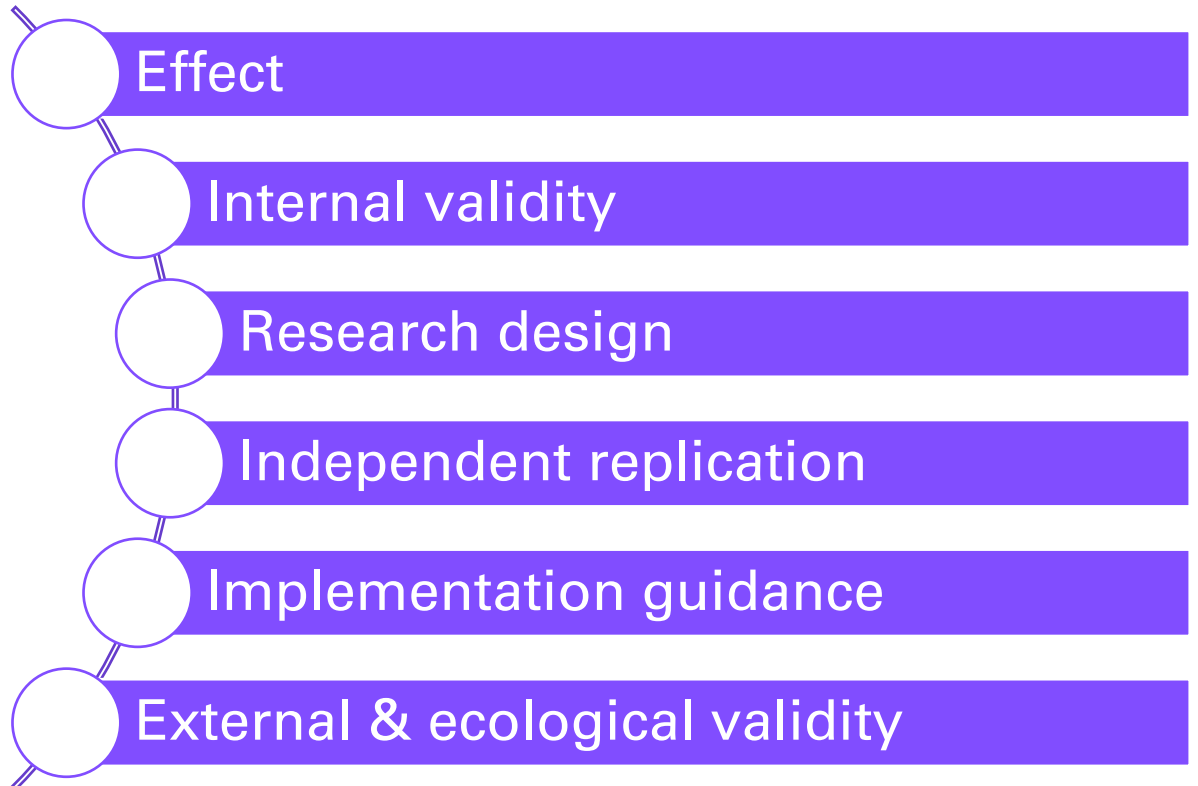 Effect
Internal validity
Research design
Independent replication
Implementation guidance
External & ecological validity